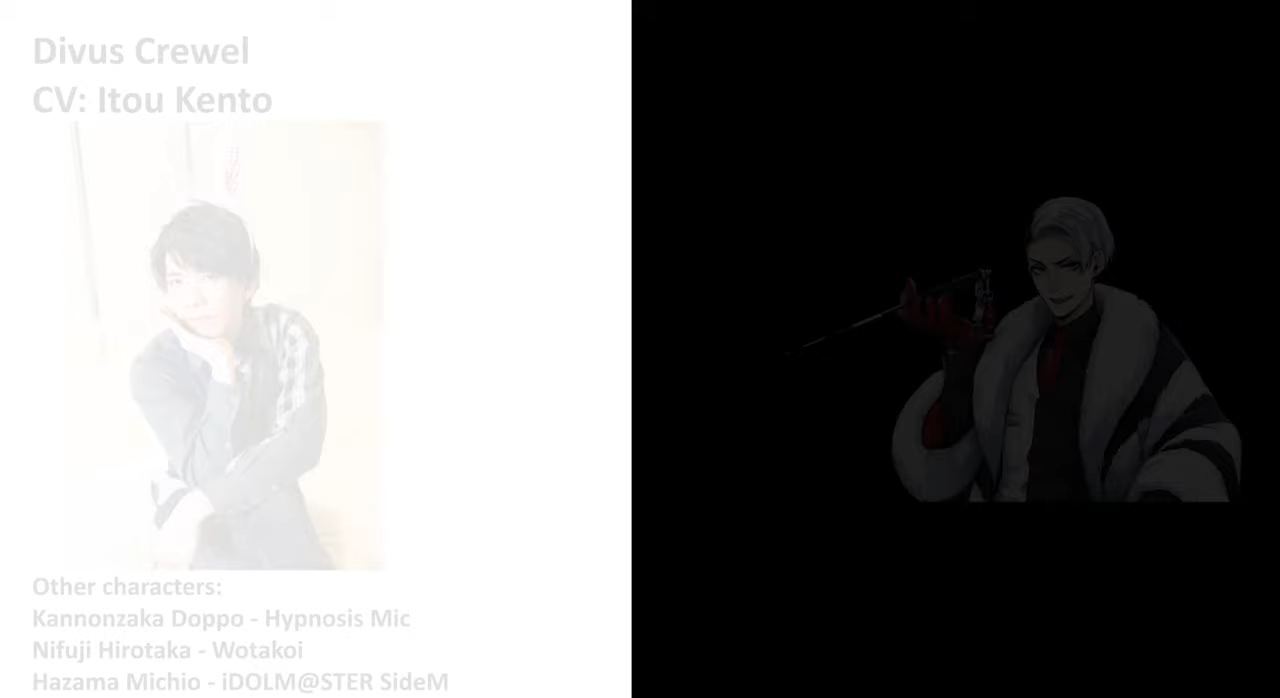 Divus Crewel
CV: Itou Kento
Other characters:
Kannonzaka Doppo - Hypnosis Mic
Nifuji Hirotaka - Wotakoi
Hazama Michio - iDOLM@STER SideM